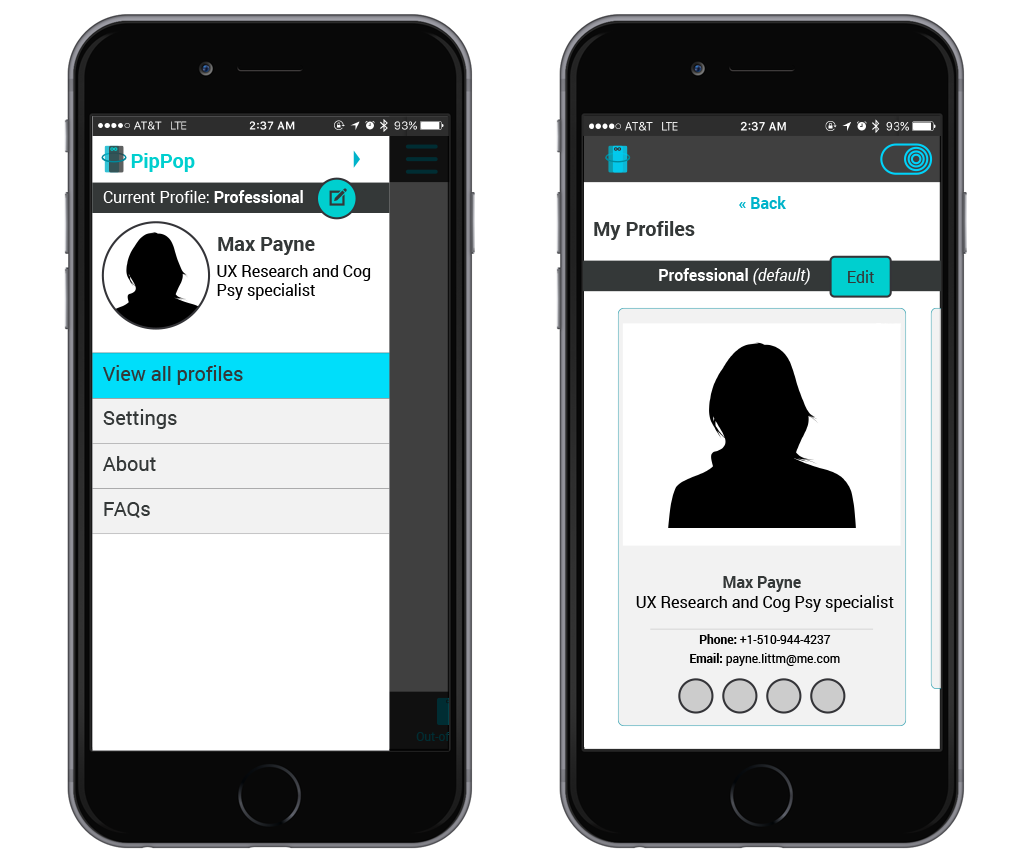 AT&T LTE 2:37 AM 93%
PipPop
Current Profile: Professional
Max Payne
UX Research and Cog
Psy specialist
View all profiles
Settings
About
FAQs
Out-of
AT&T LTE 2:37 AM 93%
« Back
My Profiles
Professional (default) Edit
Max Payne
UX Research and Cog Psy specialist
Phone: +1-510-944-4237
Email: payne.littm@me.com